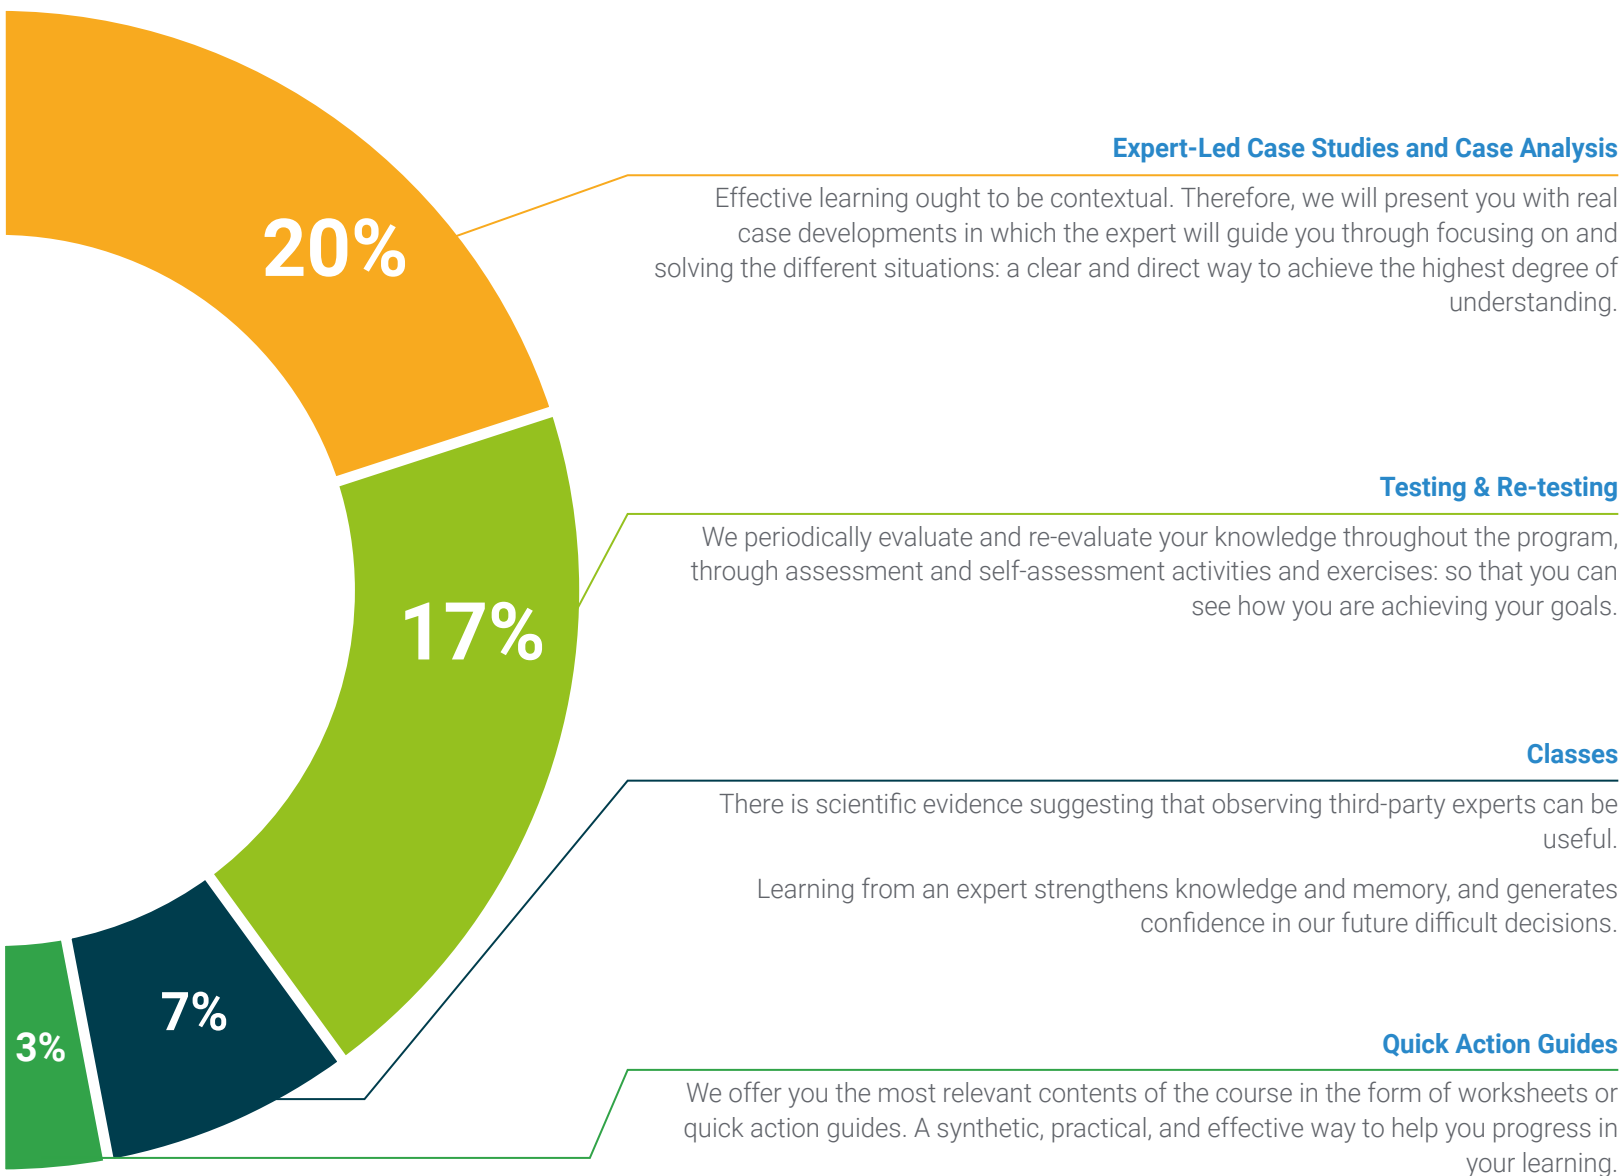 20%
Expert-Led Case Studies and Case Analysis
Effective learning ought to be contextual. Therefore, we will present you with real
case developments in which the expert will guide you through focusing on and
solving the different situations: a clear and direct way to achieve the highest degree of
understanding.
Testing & Re-testing
17%
We periodically evaluate and re-evaluate your knowledge throughout the program,
through assessment and self-assessment activities and exercises: so that you can
see how you are achieving your goals.
Classes
7%
There is scientific evidence suggesting that observing third-party experts can be
useful.
Learning from an expert strengthens knowledge and memory, and generates
confidence in our future difficult decisions.
Quick Action Guides
3%
We offer you the most relevant contents of the course in the form of worksheets or
quick action guides. A synthetic, practical, and effective way to help you progress in
your learning.